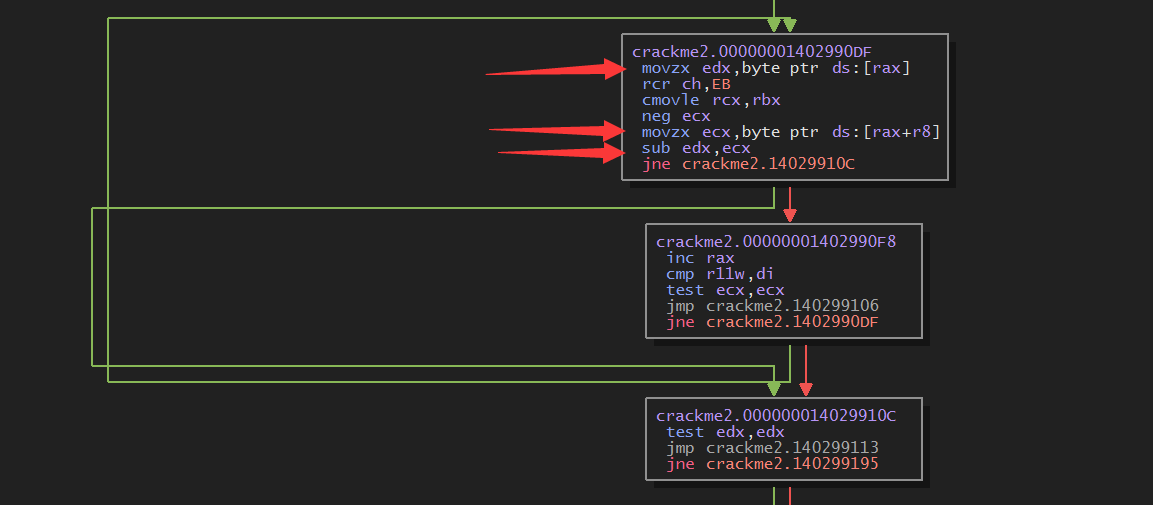 crackme2.00000001402990DF
movzx edx,byte ptr ds:[rax]
rcr ch,EB
cmovle rcx,rbx
neg ecx
movzx ecx,byte ptr ds:[rax+r8]
sub edx,ecx
jne crackme2.14029910C
crackme2.00000001402990F8
inc rax
cmp r11w,di
test ecx,ecx
jmp crackme2.140299106
jne crackme2.1402990DF
crackme2.000000014029910C
test edx,edx
jmp crackme2.140299113
jne crackme2.140299195